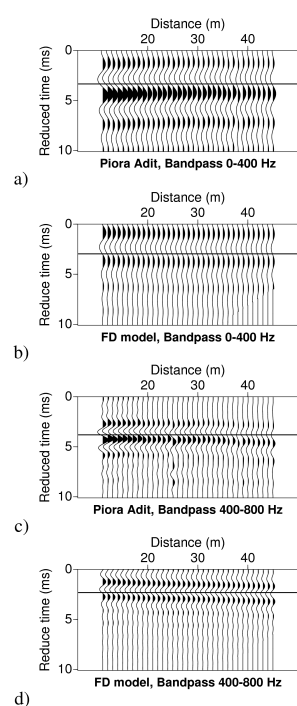 Distance (m)
20 30 40
Reduced time (ms)
0
5
10
Piora Adit, Bandpass 0-400 Hz
a)
Distance (m)
20 30 40
Reduce time (ms)
0
5
10
FD model, Bandpass 0-400 Hz
b)
Distance (m)
20 30 40
Reduced time (ms)
0
5
10
Piora Adit, Bandpass 400-800 Hz
c)
Distance (m)
20 30 40
Reduced time (ms)
0
5
10
FD model, Bandpass 400-800 Hz
d)